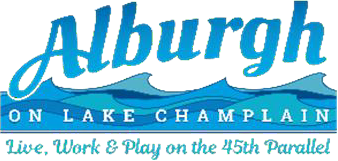 Alburgh
ON LAKE CHAMPLAIN
Live, Work & Play on the 45th Parallel